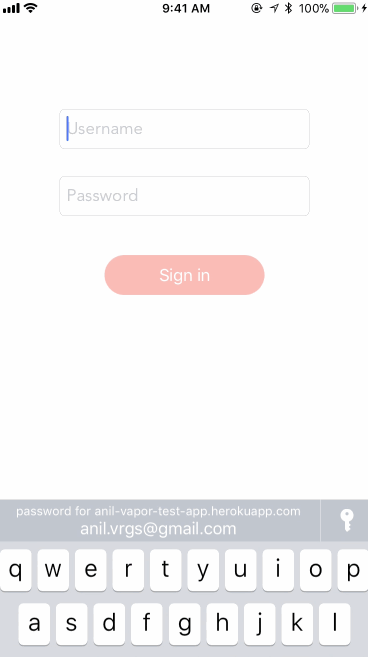 9:41 AM 100%
Username
Password
Sign in
password for anil-vapor-test-app.herokuapp.com
anil.vrgs@gmail.com
q w e r t y u i o p
a s d f g h j k l